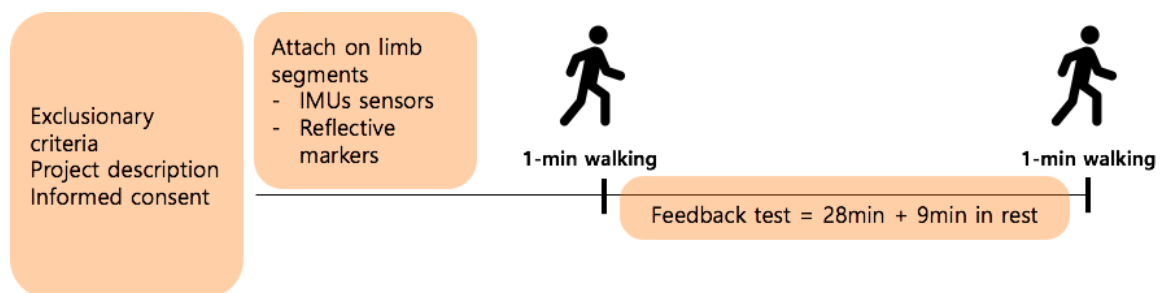 Exclusionary
criteria
Project description
Informed consent
Attach on limb
segments
- IMUs sensors
- Reflective
markers
1-min walking
Feedback test = 28min + 9min in rest
1-min walking